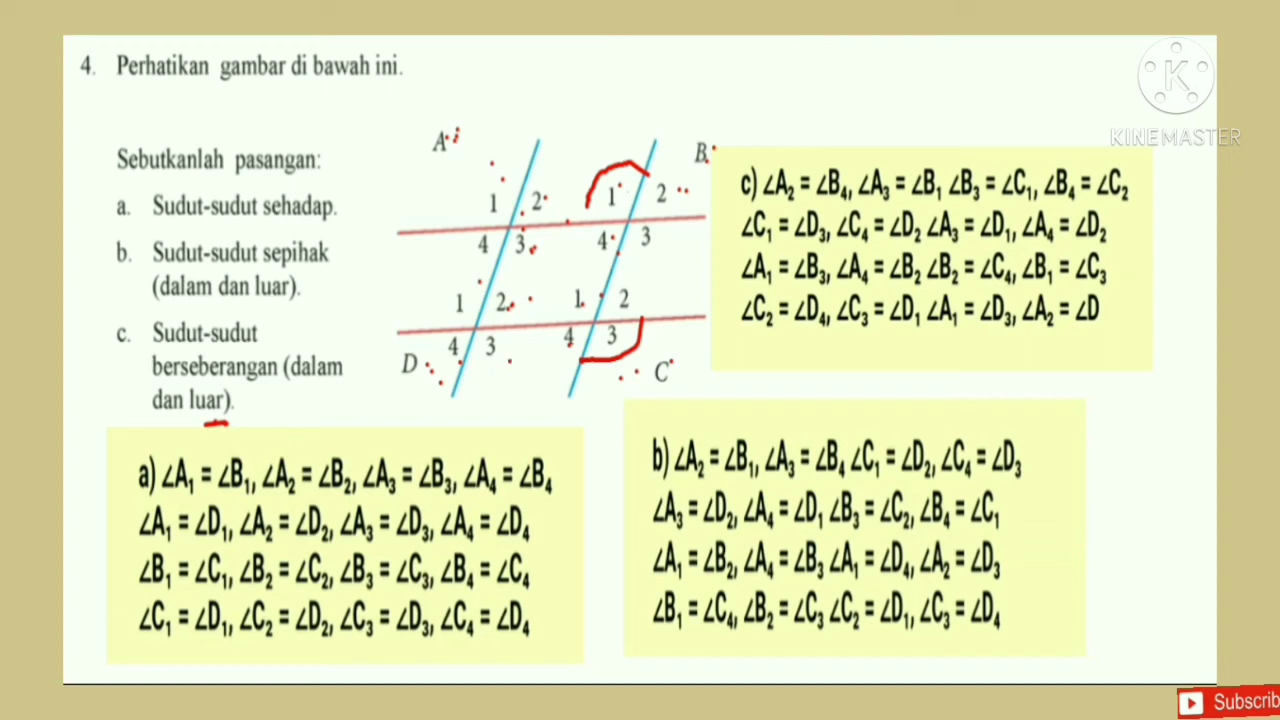 4. Perhatikan gambar di bawah ini.
KINEMASTER
K
Sebutkanlah pasangan:
a. Sudut-sudut sehadap.
b. Sudut-sudut sepihak
(dalam dan luar).
c. Sudut-sudut
berseberangan (dalam
dan luar).
A B
1 2 1 2
4 3 4 3
1 2 1 2
4 3 4 3
D C
c) ∠A₂ = ∠B₄, ∠A₃ = ∠B₁ ∠B₃ = ∠C₁, ∠B₄ = ∠C₂
∠C₁ = ∠D₃, ∠C₄ = ∠D₂ ∠A₃ = ∠D₁, ∠A₄ = ∠D₂
∠A₁ = ∠B₃, ∠A₄ = ∠B₂ ∠B₂ = ∠C₄, ∠B₁ = ∠C₃
∠C₂ = ∠D₄, ∠C₃ = ∠D₁ ∠A₁ = ∠D₃, ∠A₂ = ∠D
a) ∠A₁ = ∠B₁, ∠A₂ = ∠B₂, ∠A₃ = ∠B₃, ∠A₄ = ∠B₄
∠A₁ = ∠D₁, ∠A₂ = ∠D₂, ∠A₃ = ∠D₃, ∠A₄ = ∠D₄
∠B₁ = ∠C₁, ∠B₂ = ∠C₂, ∠B₃ = ∠C₃, ∠B₄ = ∠C₄
∠C₁ = ∠D₁, ∠C₂ = ∠D₂, ∠C₃ = ∠D₃, ∠C₄ = ∠D₄
b) ∠A₂ = ∠B₁, ∠A₃ = ∠B₄ ∠C₁ = ∠D₂, ∠C₄ = ∠D₃
∠A₃ = ∠D₂, ∠A₄ = ∠D₁ ∠B₃ = ∠C₂, ∠B₄ = ∠C₁
∠A₁ = ∠B₂, ∠A₄ = ∠B₃ ∠A₁ = ∠D₄, ∠A₂ = ∠D₃
∠B₁ = ∠C₄, ∠B₂ = ∠C₃ ∠C₂ = ∠D₁, ∠C₃ = ∠D₄
Subscrib